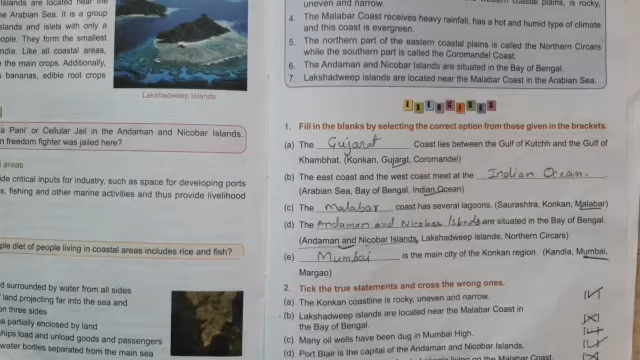 slands are located near the
he Arabian Sea. It is a group
slands and islets with only a
ople. They form the smallest
ndia. Like all coastal areas,
the main crops. Additionally,
s bananas, edible root crops
Lakshadweep Islands
a Pani' or Cellular Jail in the Andaman and Nicobar Islands.
n freedom fighter was jailed here?
areas
ide critical inputs for industry, such as space for developing ports
s, fishing and other marine activities and thus provide livelihood
ple diet of people living in coastal areas includes rice and fish?
d surrounded by water from all sides
land projecting far into the sea and
on three sides
a partially enclosed by land
ships load and unload goods and passengers
water bodies separated from the main sea
uneven and narrow.
coastal plains, is rocky,
4. The Malabar Coast receives heavy rainfall, has a hot and humid type of climate
and this coast is evergreen.
5. The northern part of the eastern coastal plains is called the Northern Circars
while the southern part is called the Coromandel Coast.
6. The Andaman and Nicobar Islands are situated in the Bay of Bengal.
7. Lakshadweep islands are located near the Malabar Coast in the Arabian Sea.
EXERCISES
1. Fill in the blanks by selecting the correct option from those given in the brackets.
(a) The Gujarat Coast lies between the Gulf of Kutchh and the Gulf of
Khambhat. (Konkan, Gujarat, Coromandel)
(b) The east coast and the west coast meet at the Indian Ocean.
(Arabian Sea, Bay of Bengal, Indian Ocean)
(c) The Malabar coast has several lagoons. (Saurashtra, Konkan, Malabar)
(d) The Andaman and Nicobar Islands are situated in the Bay of Bengal.
(Andaman and Nicobar Islands, Lakshadweep islands, Northern Circars)
(e) Mumbai is the main city of the Konkan region. (Kandla, Mumbai,
Margao)
2. Tick the true statements and cross the wrong ones.
(a) The Konkan coastline is rocky, uneven and narrow.
(b) Lakshadweep islands are located near the Malabar Coast in
the Bay of Bengal.
(c) Many oil wells have been dug in Mumbai High.
(d) Port Blair is the capital of the Andaman and Nicobar Islands.
living on the Malabar Coast